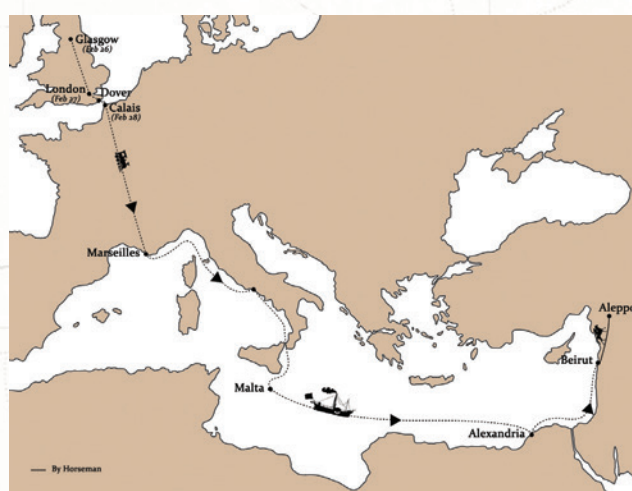 Glasgow
(Feb 26)
London
(Feb 27)
Dover
Calais
(Feb 28)
Marseilles
Aleppo
Beirut
Malta
Alexandria
By Horseman